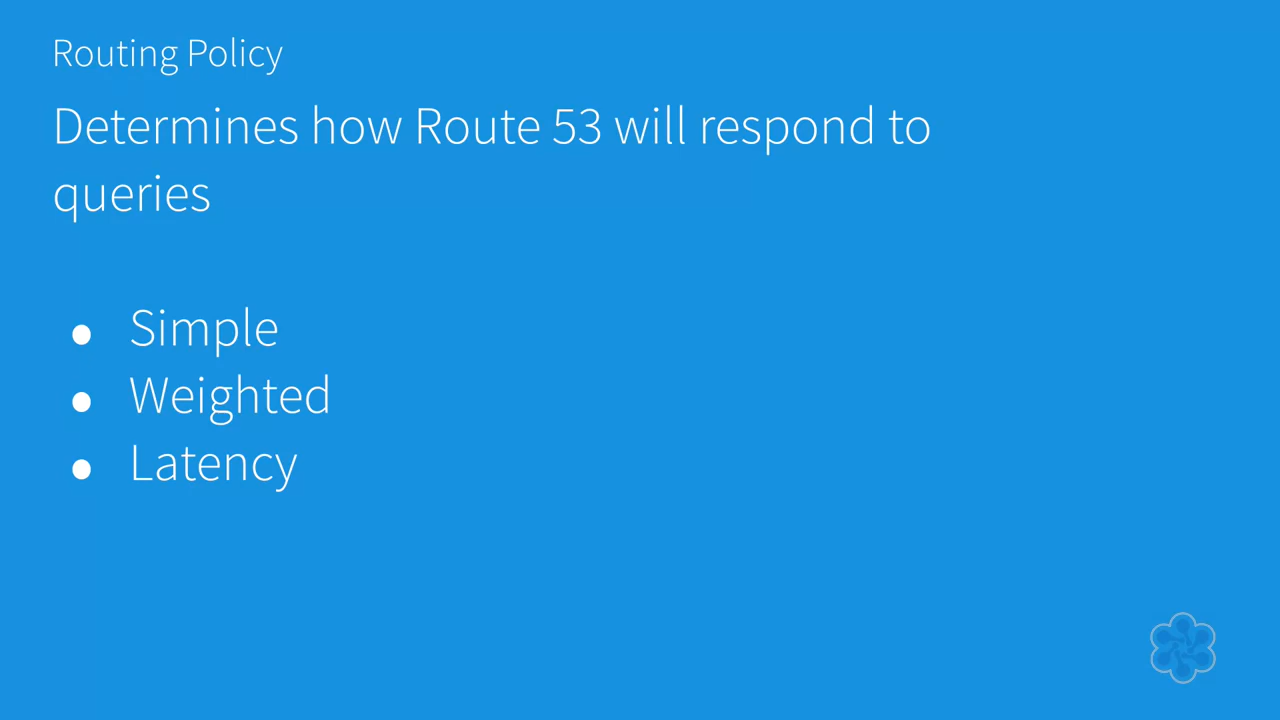 Routing Policy
Determines how Route 53 will respond to
queries
● Simple
● Weighted
● Latency